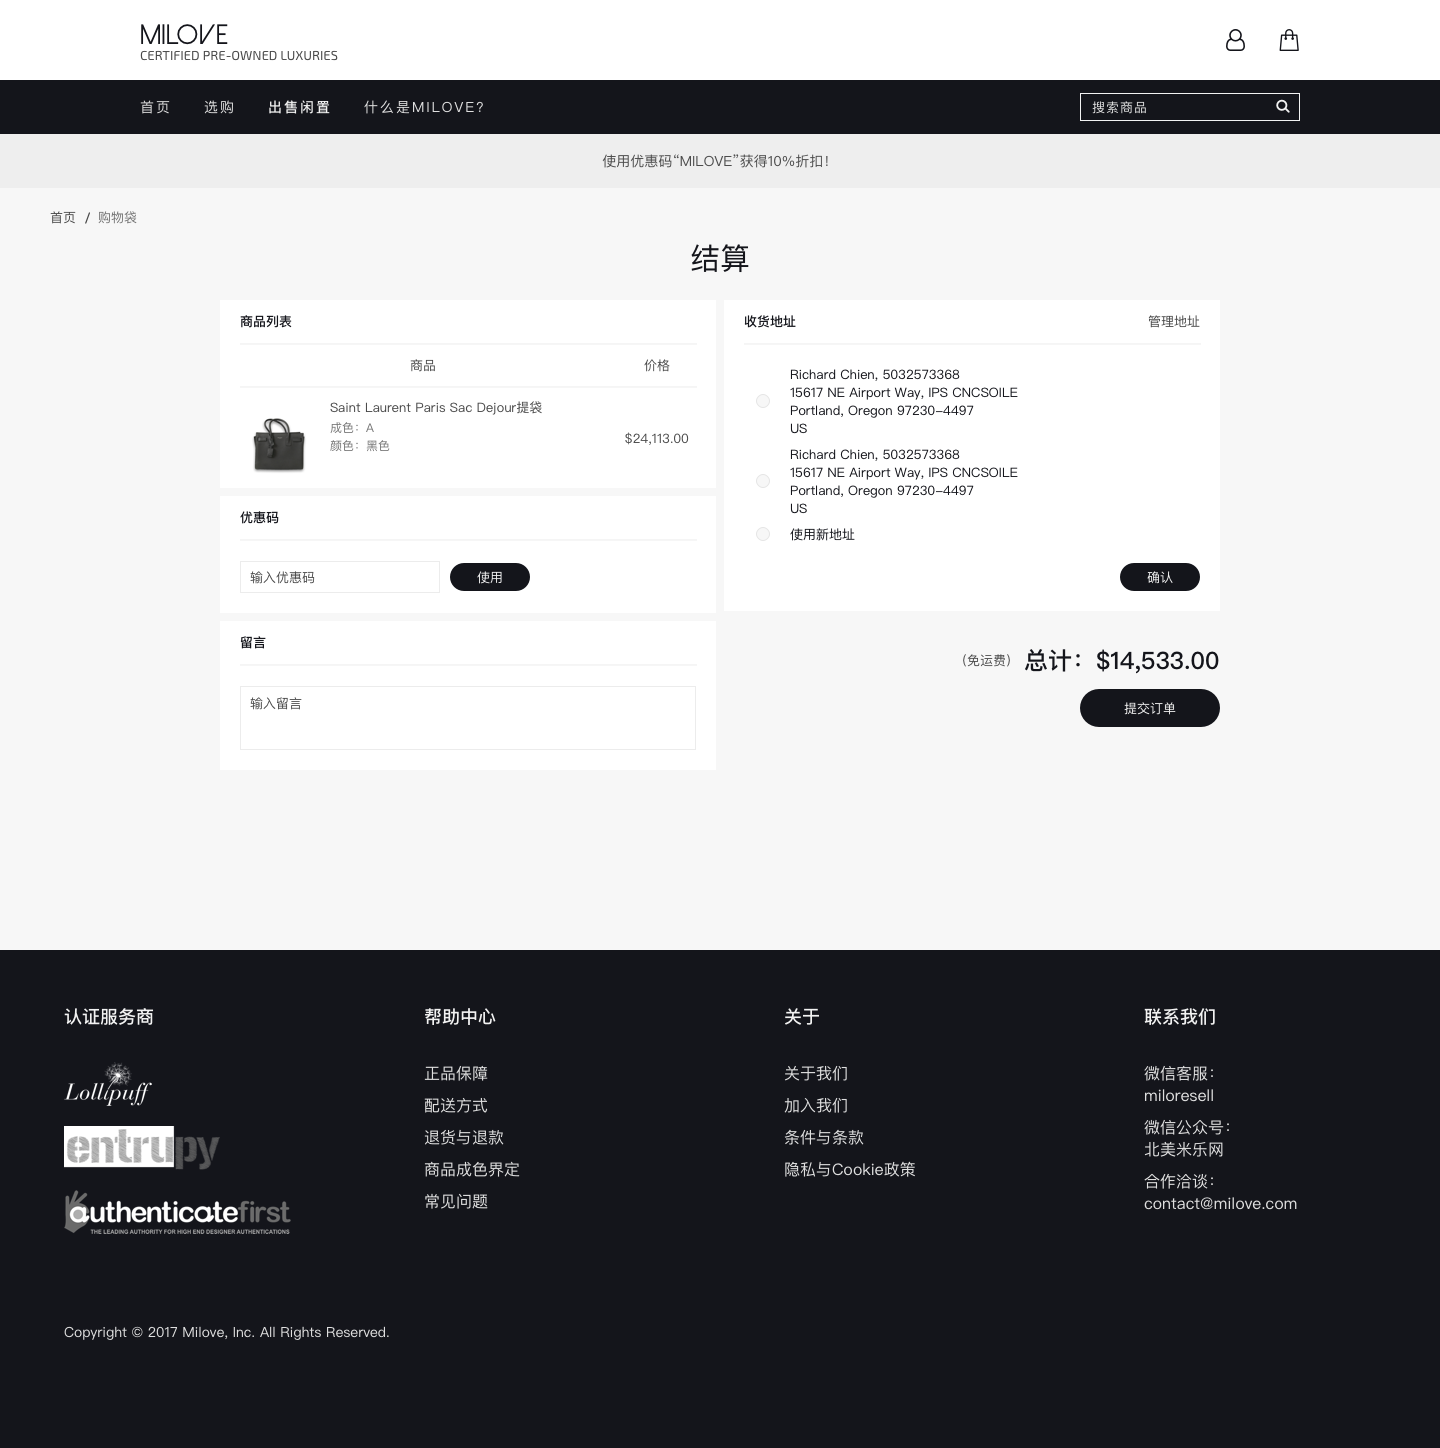 MILOVE
CERTIFIED PRE-OWNED LUXURIES
首页 选购 出售闲置 什么是MILOVE?
搜索商品
使用优惠码“MILOVE”获得10%折扣!
首页 / 购物袋
结算
商品列表
商品 价格
Saint Laurent Paris Sac Dejour提袋
成色：A
颜色：黑色
$24,113.00
优惠码
输入优惠码 使用
留言
输入留言
收货地址 管理地址
Richard Chien, 5032573368
15617 NE Airport Way, IPS CNCSOILE
Portland, Oregon 97230-4497
US
Richard Chien, 5032573368
15617 NE Airport Way, IPS CNCSOILE
Portland, Oregon 97230-4497
US
使用新地址
确认
（免运费）总计：$14,533.00
提交订单
认证服务商
Lollipuff
entrupy
authenticatefirst
THE LEADING AUTHORITY FOR HIGH END DESIGNER AUTHENTICATIONS
帮助中心
正品保障
配送方式
退货与退款
商品成色界定
常见问题
关于
关于我们
加入我们
条件与条款
隐私与Cookie政策
联系我们
微信客服：
miloresell
微信公众号：
北美米乐网
合作洽谈：
contact@milove.com
Copyright © 2017 Milove, Inc. All Rights Reserved.